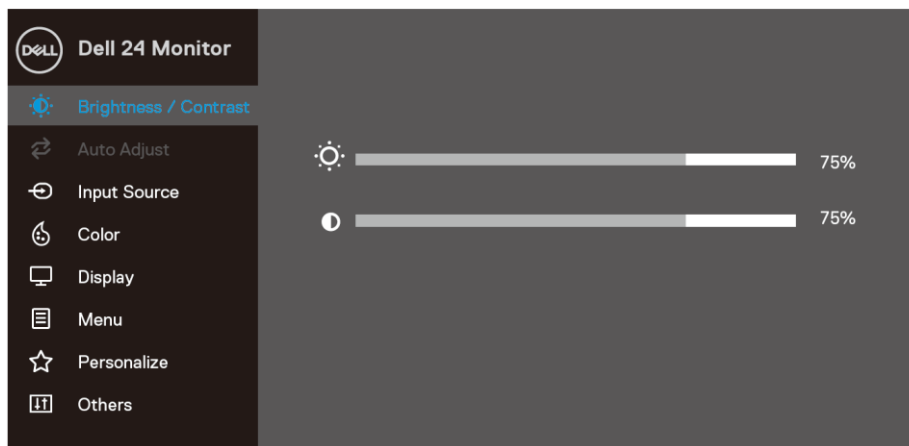 DELL
Dell 24 Monitor
Brightness / Contrast
Auto Adjust
75%
Input Source
75%
Color
Display
Menu
Personalize
Others